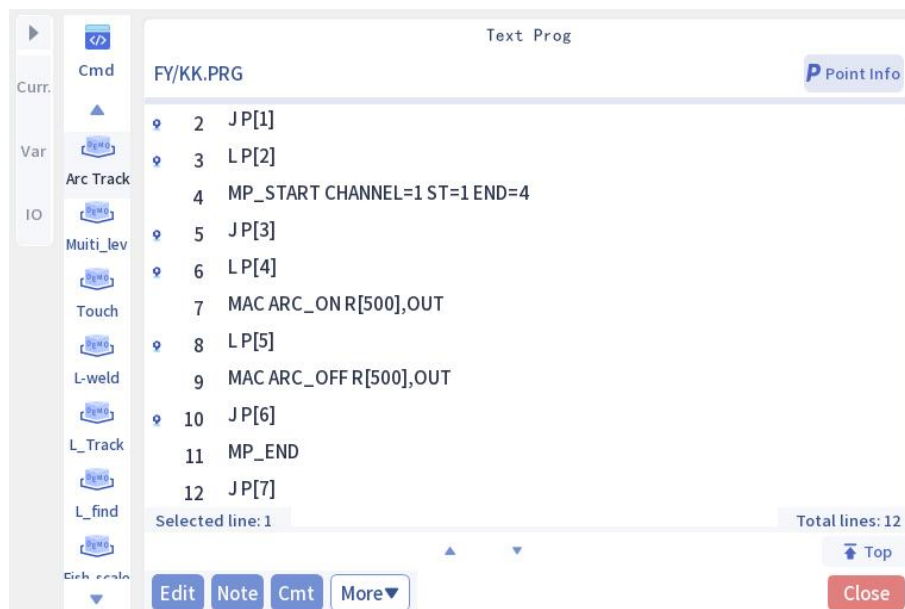 Text Prog
FY/KK.PRG
P Point Info
Curr.
Var
IO
Cmd
Arc Track
Muiti_lev
Touch
L-weld
L_Track
L_find
Fish-scale
2 J P[1]
3 L P[2]
4 MP_START CHANNEL=1 ST=1 END=4
5 J P[3]
6 L P[4]
7 MAC ARC_ON R[500],OUT
8 L P[5]
9 MAC ARC_OFF R[500],OUT
10 J P[6]
11 MP_END
12 J P[7]
Selected line: 1
Total lines: 12
Top
Edit
Note
Cmt
More▼
Close